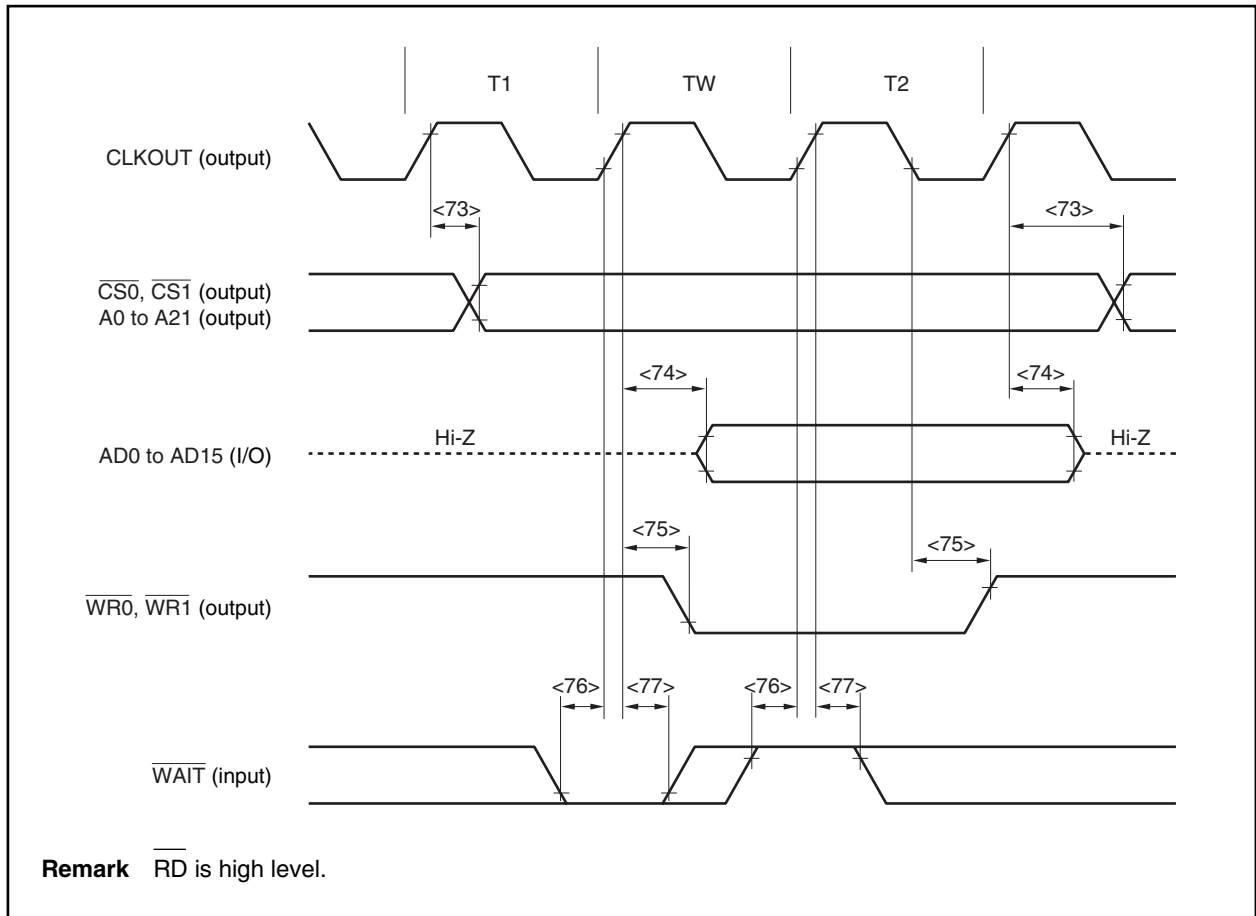 T1 TW T2
CLKOUT (output)
<73> <73>
CS0, CS1 (output)
A0 to A21 (output)
<74> <74>
Hi-Z Hi-Z
AD0 to AD15 (I/O)
<75> <75>
WR0, WR1 (output)
<76> <77> <76> <77>
WAIT (input)
Remark RD is high level.